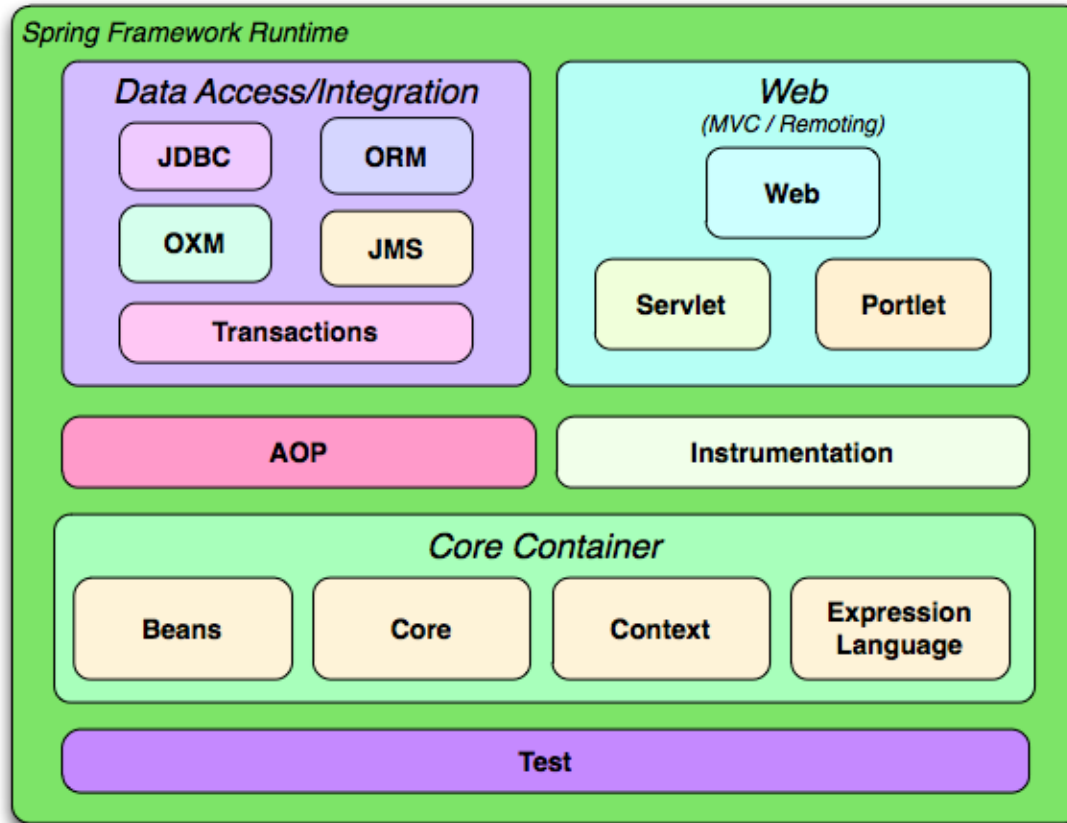 Spring Framework Runtime
Data Access/Integration
JDBC
ORM
OXM
JMS
Transactions
Web
(MVC / Remoting)
Web
Servlet
Portlet
AOP
Instrumentation
Core Container
Beans
Core
Context
Expression
Language
Test